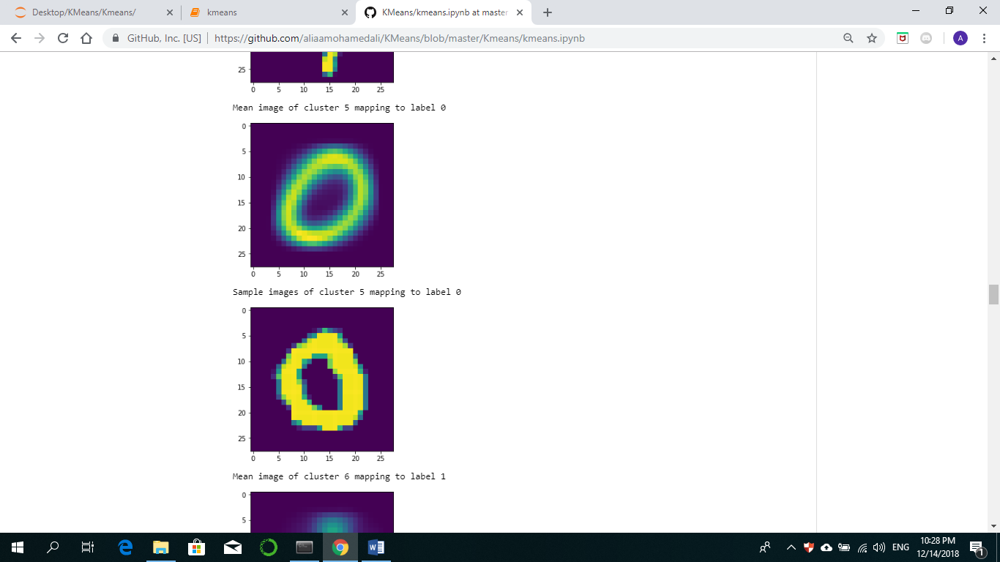 Desktop/KMeans/Kmeans/
kmeans
KMeans/kmeans.ipynb at master
GitHub, Inc. [US]
https://github.com/aliaamohamedali/KMeans/blob/master/Kmeans/kmeans.ipynb
A
25
0 5 10 15 20 25
Mean image of cluster 5 mapping to label 0
0
5
10
15
20
25
0 5 10 15 20 25
Sample images of cluster 5 mapping to label 0
0
5
10
15
20
25
0 5 10 15 20 25
Mean image of cluster 6 mapping to label 1
0
5
ENG
10:28 PM
12/14/2018
1